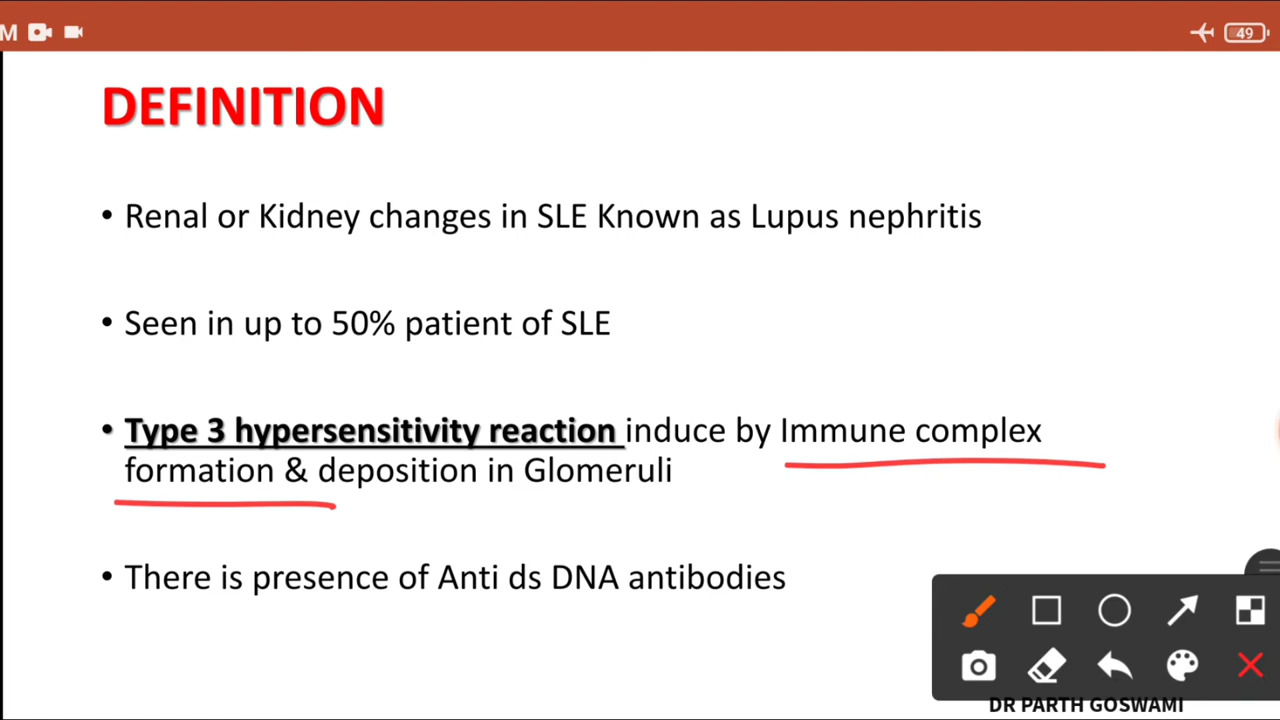 M
49
DEFINITION
• Renal or Kidney changes in SLE Known as Lupus nephritis
• Seen in up to 50% patient of SLE
• Type 3 hypersensitivity reaction induce by Immune complex
formation & deposition in Glomeruli
• There is presence of Anti ds DNA antibodies
DR PARTH GOSWAMI